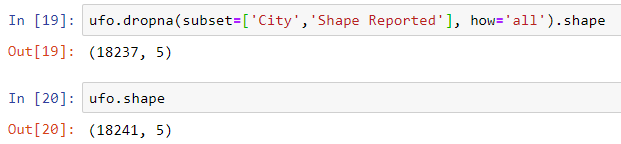 In [19]: ufo.dropna(subset=['City','Shape Reported'], how='all').shape
Out[19]: (18237, 5)
In [20]: ufo.shape
Out[20]: (18241, 5)